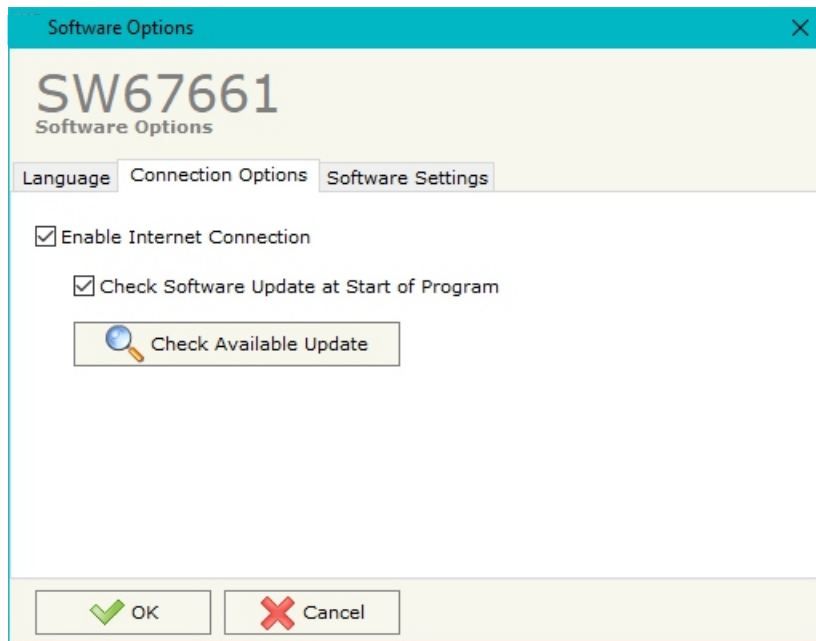 Software Options
SW67661
Software Options
Language Connection Options Software Settings
Enable Internet Connection
Check Software Update at Start of Program
Check Available Update
OK Cancel